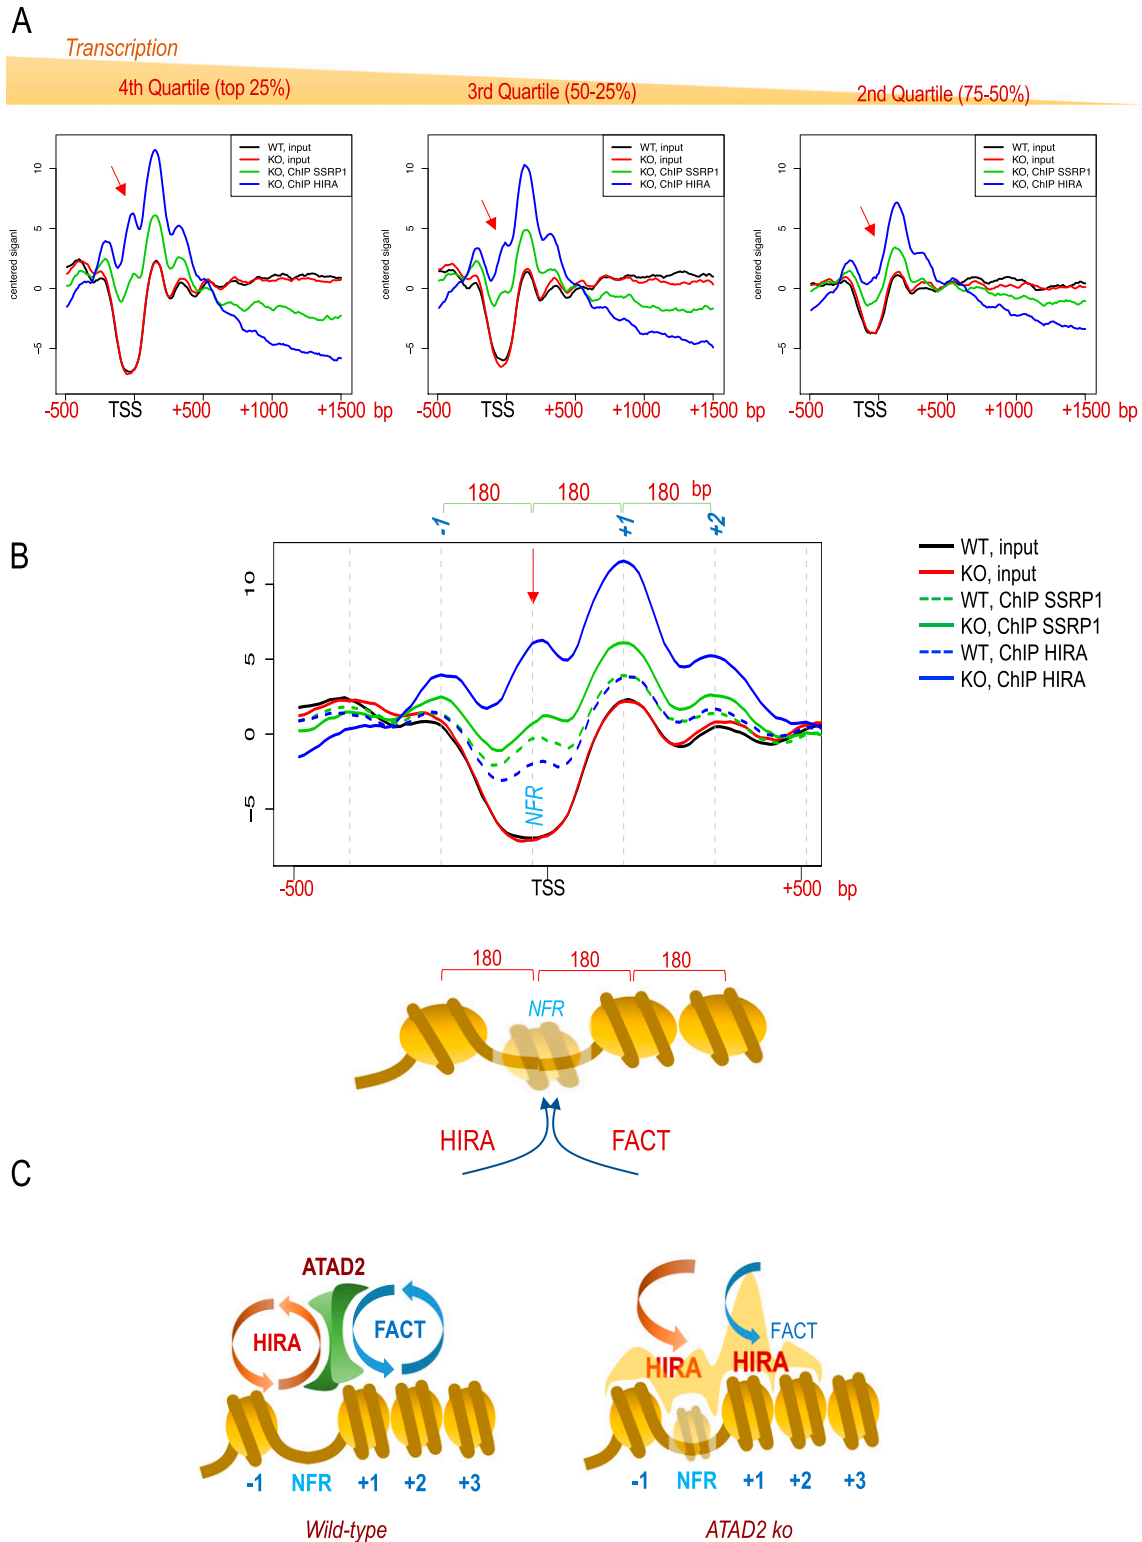 A
Transcription
4th Quartile (top 25%)
3rd Quartile (50-25%)
2nd Quartile (75-50%)
centered siganl
10
5
0
−5
WT, input
KO, input
KO, ChIP SSRP1
KO, ChIP HIRA
-500 TSS +500 +1000 +1500 bp
centered siganl
10
5
0
−5
WT, input
KO, input
KO, ChIP SSRP1
KO, ChIP HIRA
-500 TSS +500 +1000 +1500 bp
centered siganl
10
5
0
−5
WT, input
KO, input
KO, ChIP SSRP1
KO, ChIP HIRA
-500 TSS +500 +1000 +1500 bp
B
180 180 180 bp
-1 +1 +2
10
5
0
−5
NFR
-500 TSS +500 bp
WT, input
KO, input
WT, ChIP SSRP1
KO, ChIP SSRP1
WT, ChIP HIRA
KO, ChIP HIRA
180 180 180
NFR
HIRA FACT
C
ATAD2
HIRA
FACT
-1 NFR +1 +2 +3
Wild-type
FACT
HIRA HIRA
-1 NFR +1 +2 +3
ATAD2 ko